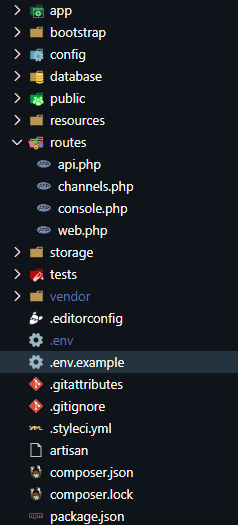 app
bootstrap
config
database
public
resources
routes
api.php
channels.php
console.php
web.php
storage
tests
vendor
.editorconfig
.env
.env.example
.gitattributes
.gitignore
.styleci.yml
artisan
composer.json
composer.lock
package.json